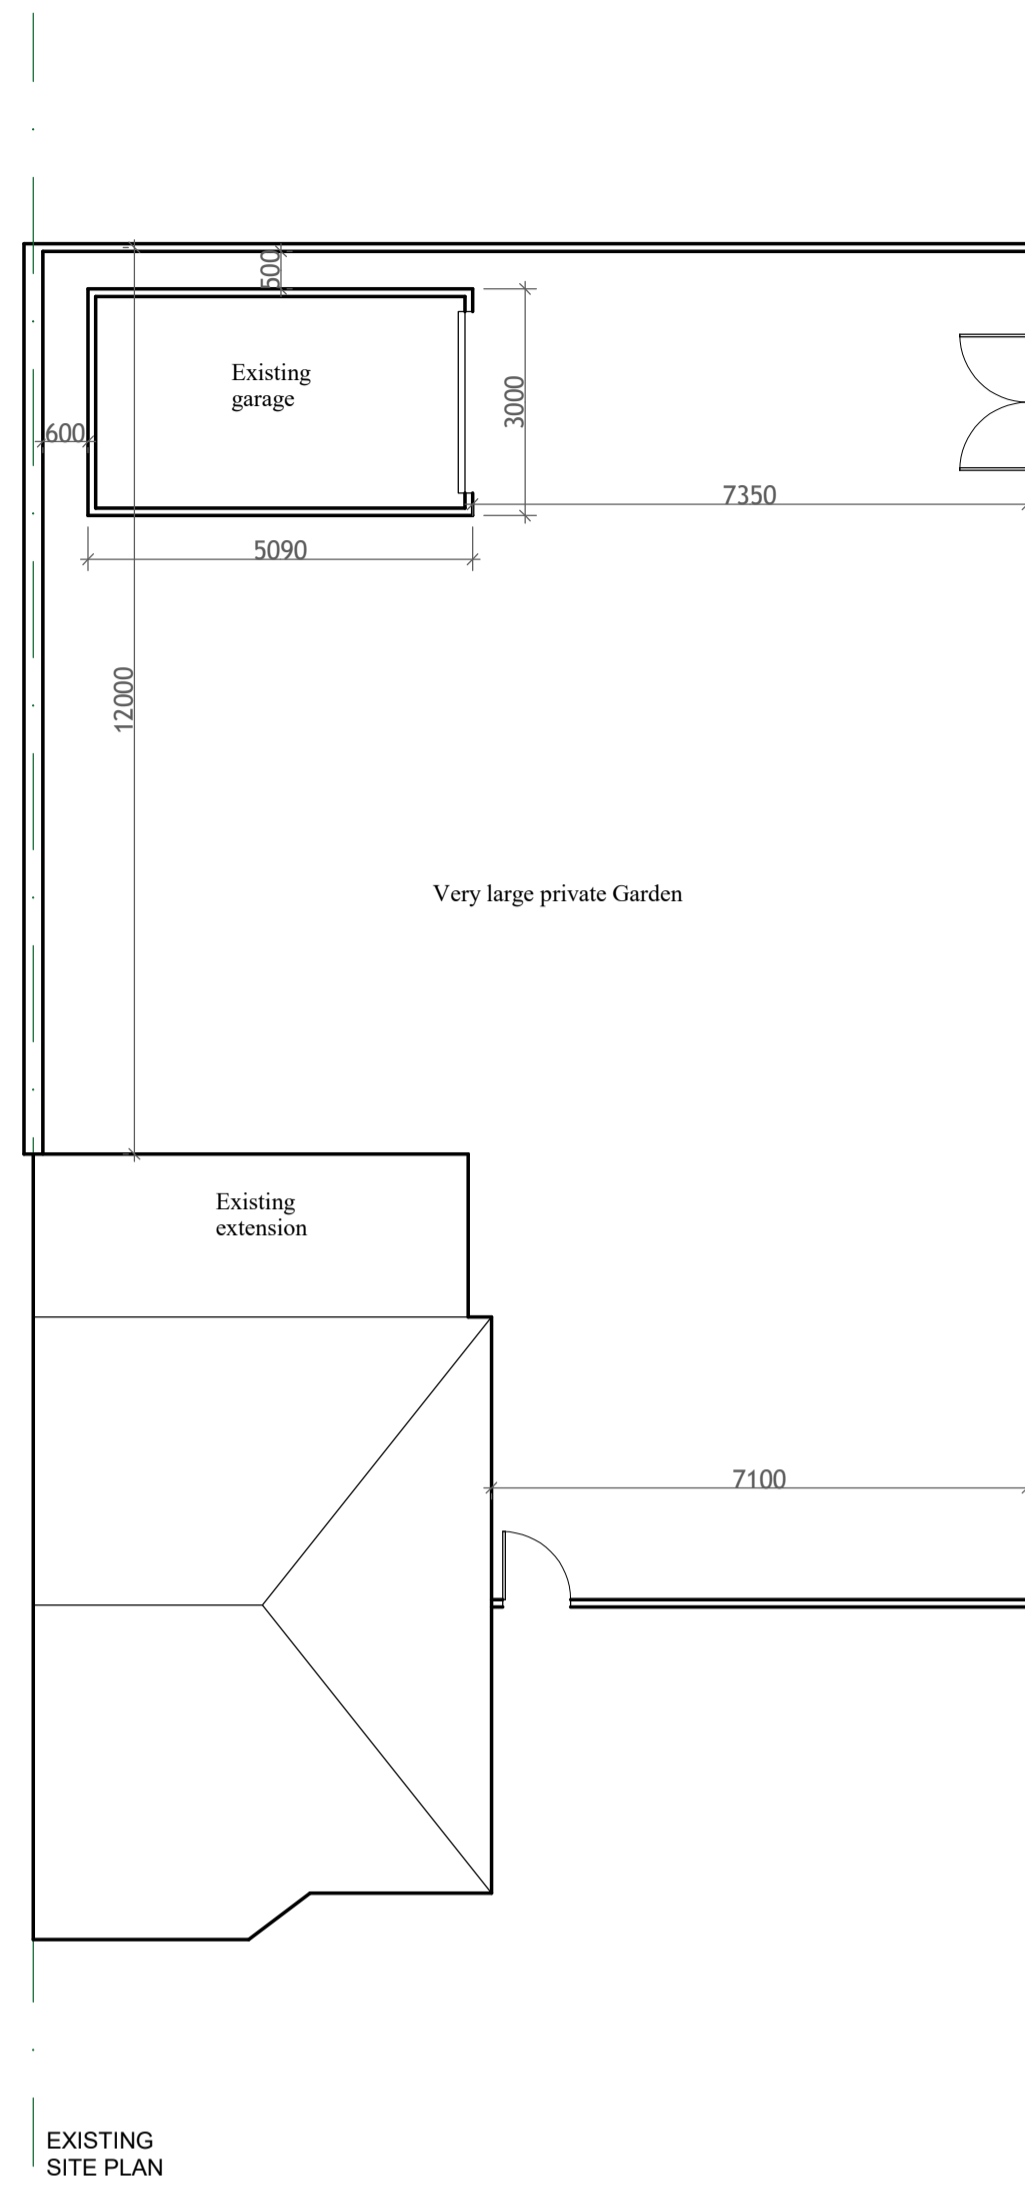 500
Existing
garage
3000
600
7350
5090
12000
Very large private Garden
Existing
extension
7100
EXISTING
SITE PLAN